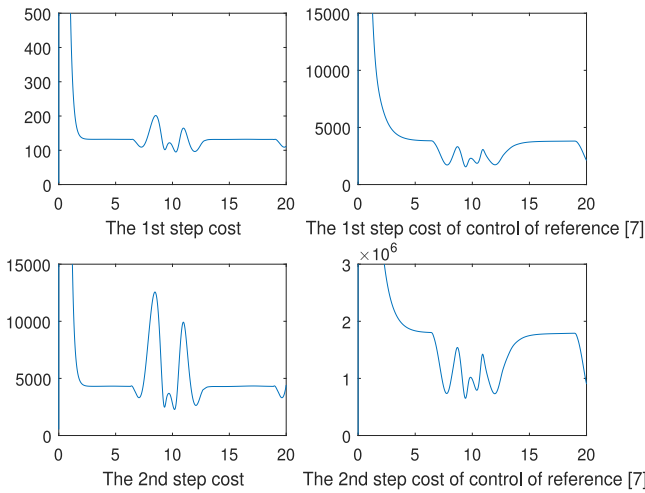 500
400
300
200
100
0
0 5 10 15 20
The 1st step cost
15000
10000
5000
0
0 5 10 15 20
The 1st step cost of control of reference [7]
15000
10000
5000
0
0 5 10 15 20
The 2nd step cost
× 10⁶
3
2
1
0
0 5 10 15 20
The 2nd step cost of control of reference [7]